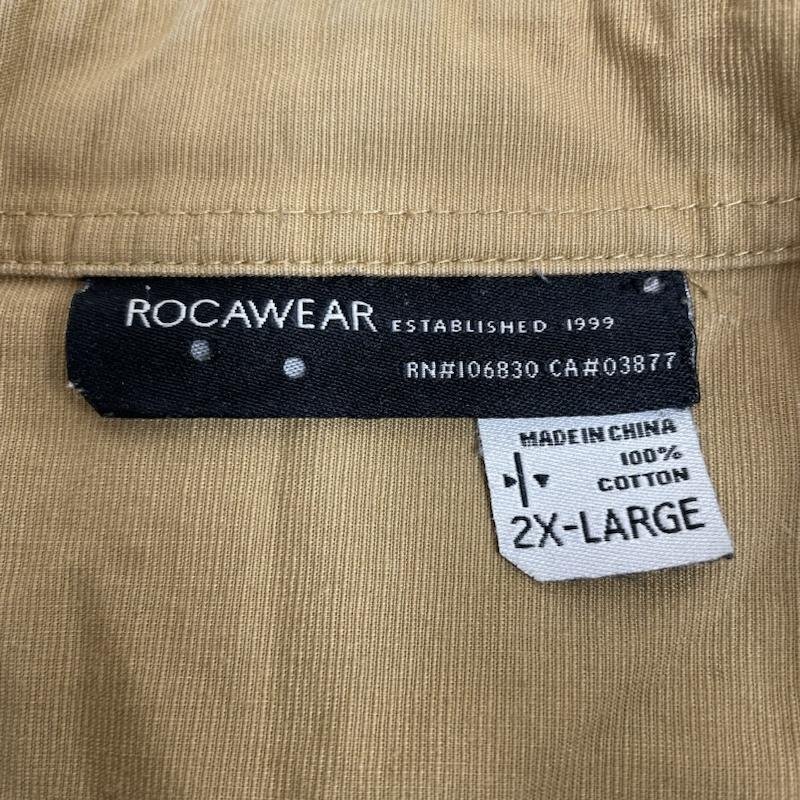 ROCAWEAR ESTABLISHED 1999
RN#106830 CA#03877
MADE IN CHINA
100%
COTTON
2X-LARGE